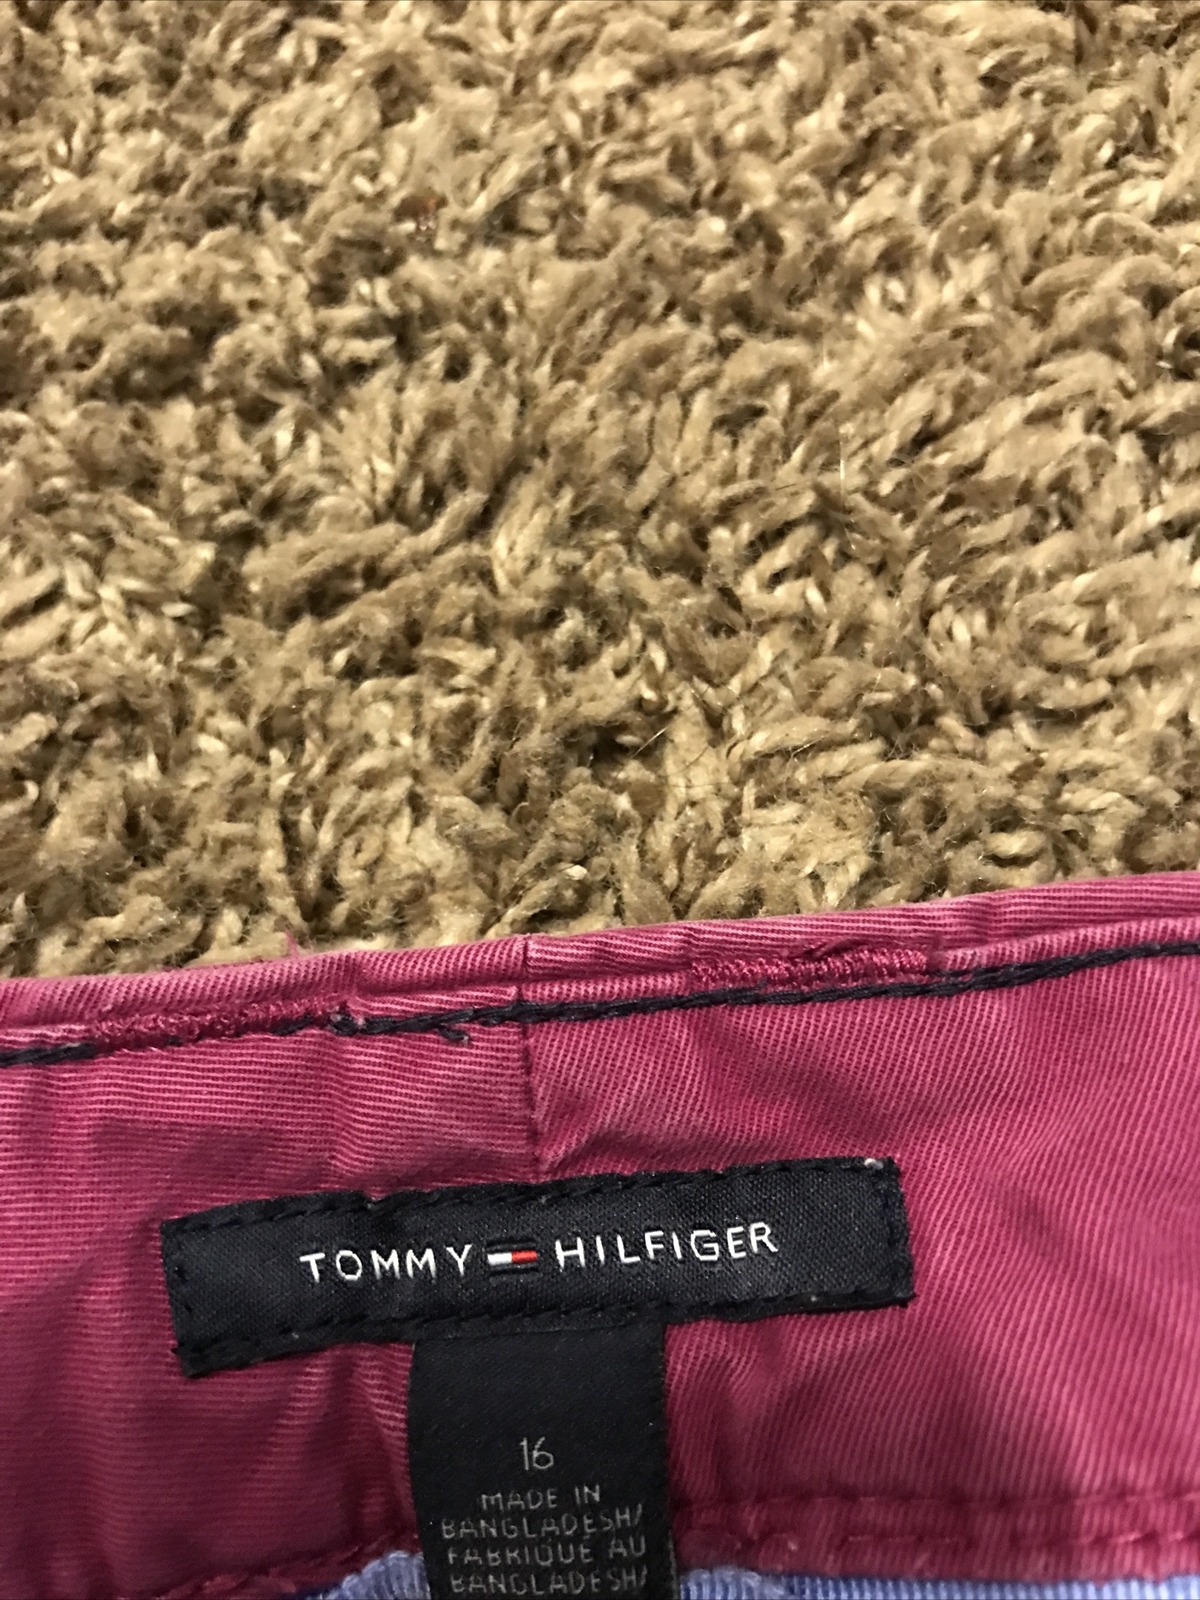 TOMMY HILFIGER
16
MADE IN
BANGLADESH/
FABRIQUE AU
BANGLADESH/